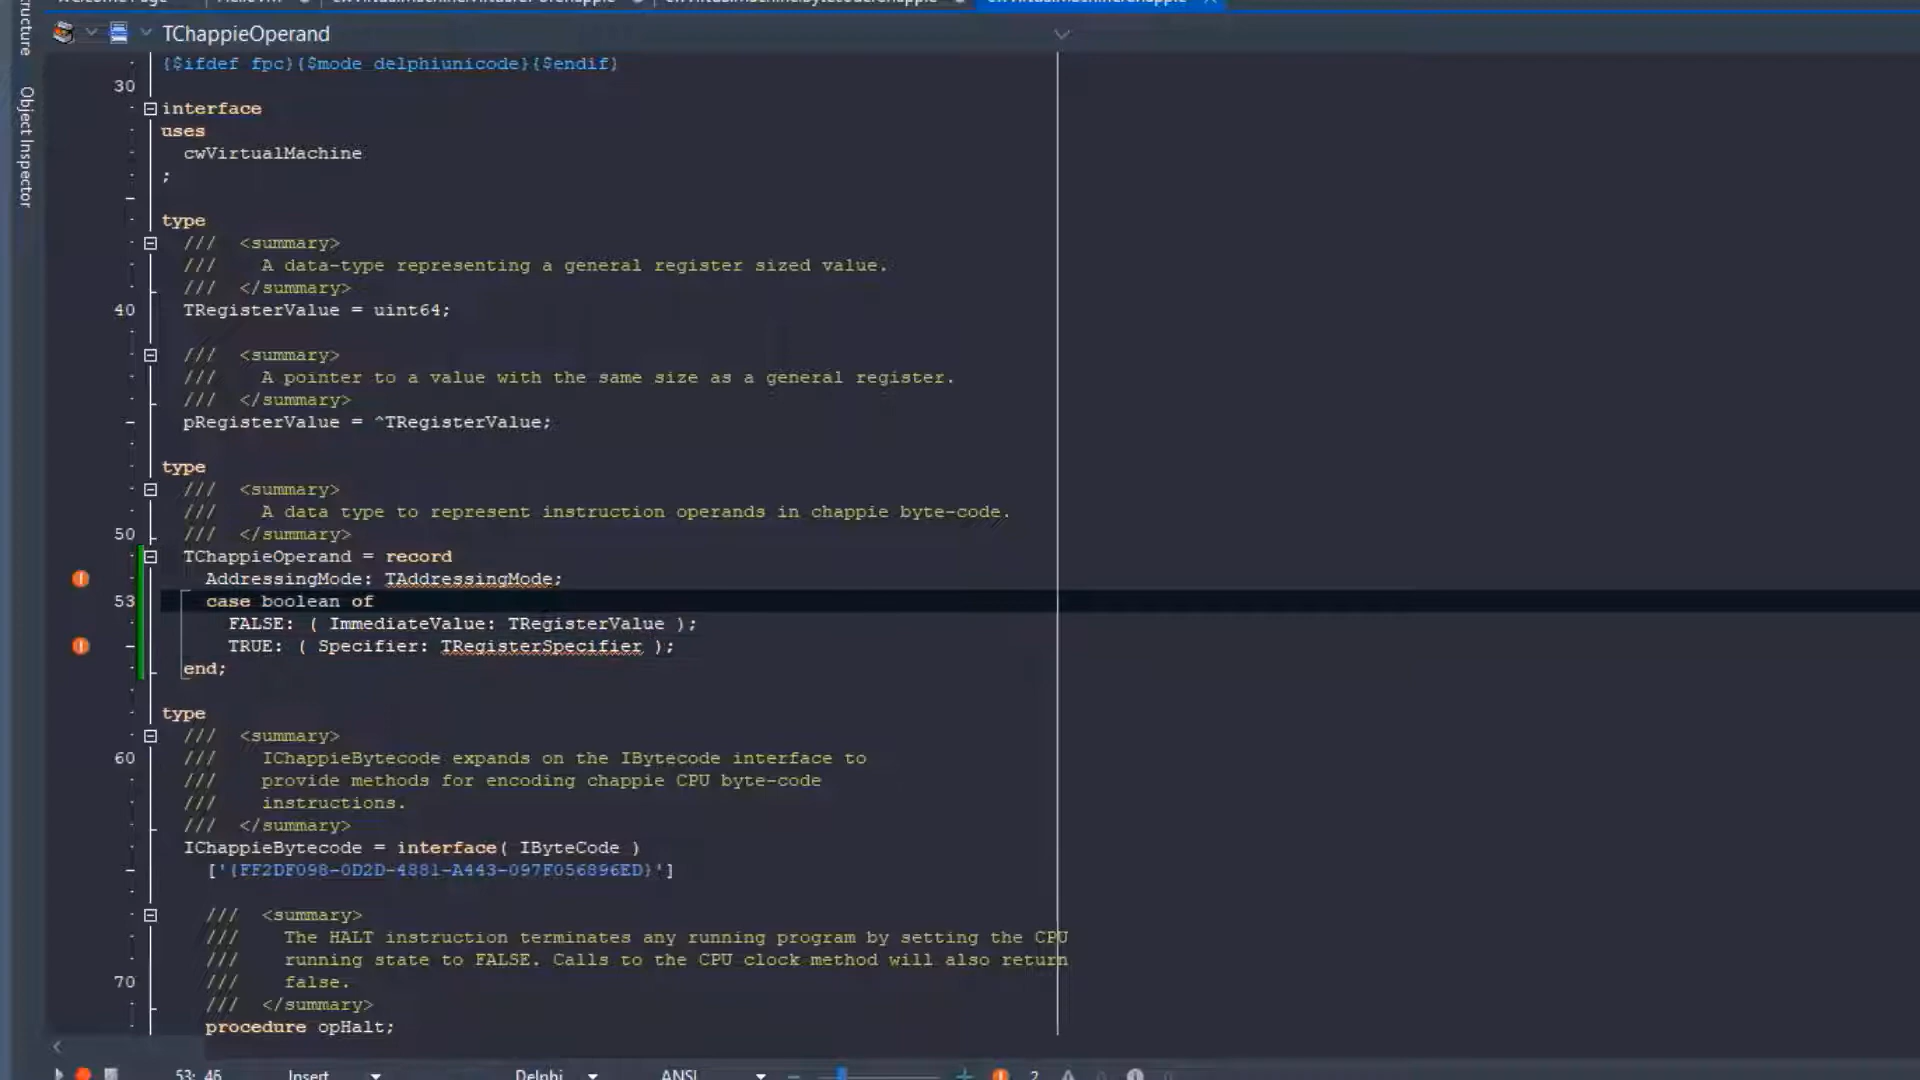 TChappieOperand
Object Inspector
{$ifdef fpc}{$mode delphiunicode}{$endif}
30
interface
uses
cwVirtualMachine
;
type
/// <summary>
/// A data-type representing a general register sized value.
/// </summary>
40 TRegisterValue = uint64;
/// <summary>
/// A pointer to a value with the same size as a general register.
/// </summary>
pRegisterValue = ^TRegisterValue;
type
/// <summary>
/// A data type to represent instruction operands in chappie byte-code.
50 /// </summary>
TChappieOperand = record
AddressingMode: TAddressingMode;
53 case boolean of
FALSE: ( ImmediateValue: TRegisterValue );
TRUE: ( Specifier: TRegisterSpecifier );
end;
type
/// <summary>
60 /// IChappieBytecode expands on the IBytecode interface to
/// provide methods for encoding chappie CPU byte-code
/// instructions.
/// </summary>
IChappieBytecode = interface( IByteCode )
['{FF2DF098-0D2D-4881-A443-097F056896ED}']
/// <summary>
/// The HALT instruction terminates any running program by setting the CPU
/// running state to FALSE. Calls to the CPU clock method will also return
70 /// false.
/// </summary>
procedure opHalt;
53: 46 Insert Delphi ANSI 2